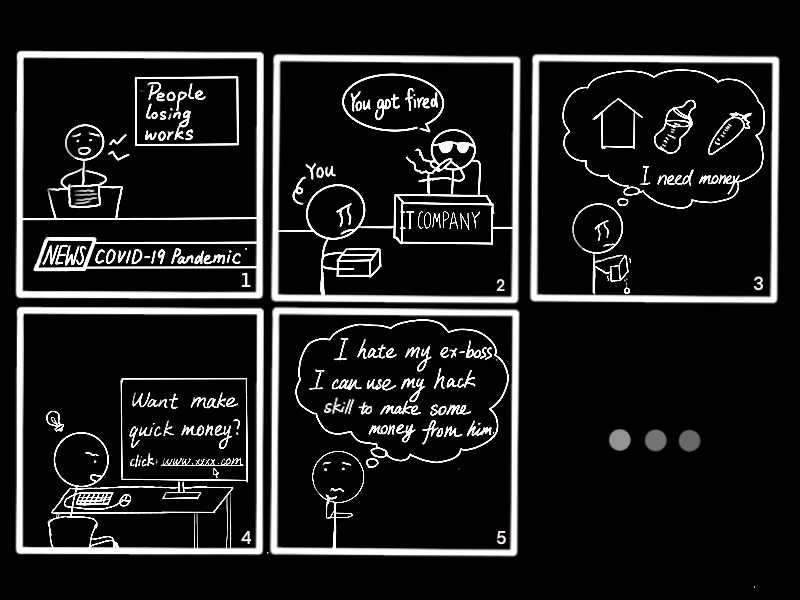 People
losing
works
NEWS COVID-19 Pandemic
1
You got fired
You
IT COMPANY
2
I need money
3
Want make
quick money?
click: www.xxxx.com
4
I hate my ex-boss
I can use my hack
skill to make some
money from him.
5